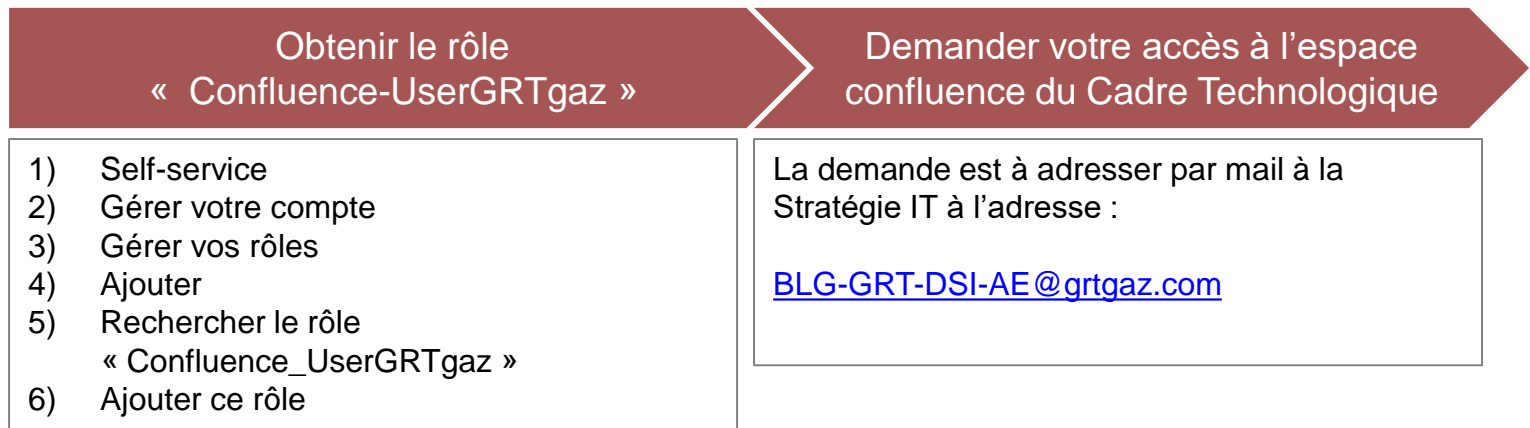 Obtenir le rôle
« Confluence-UserGRTgaz »
Demander votre accès à l’espace
confluence du Cadre Technologique
1) Self-service
2) Gérer votre compte
3) Gérer vos rôles
4) Ajouter
5) Rechercher le rôle
« Confluence_UserGRTgaz »
6) Ajouter ce rôle
La demande est à adresser par mail à la
Stratégie IT à l’adresse :
BLG-GRT-DSI-AE@grtgaz.com